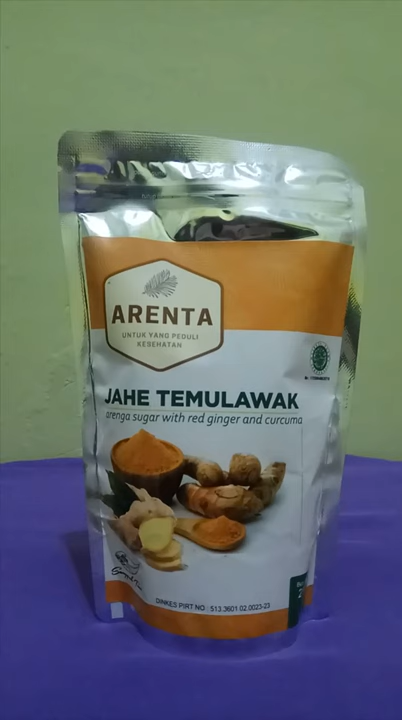 ARENTA
UNTUK YANG PEDULI
KESEHATAN
JAHE TEMULAWAK
arenga sugar with red ginger and curcuma
DINKES PIRT NO : 513.3601.02.0023-23